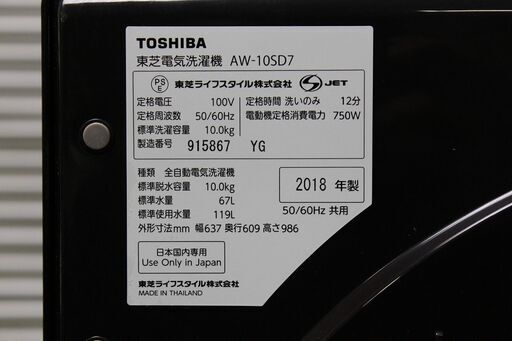 TOSHIBA
東芝電気洗濯機 AW-10SD7
PS E 東芝ライフスタイル株式会社 S JET
定格電圧 100V 定格時間 洗いのみ 12分
定格周波数 50/60Hz 電動機定格消費電力 750W
標準洗濯容量 10.0kg
製造番号 915867 YG
種類 全自動電気洗濯機
標準脱水容量 10.0kg 2018 年製
標準水量 67L
標準使用水量 119L 50/60Hz 共用
外形寸法mm 幅637 奥行609 高さ986
日本国内専用
Use Only in Japan
東芝ライフスタイル株式会社
MADE IN THAILAND